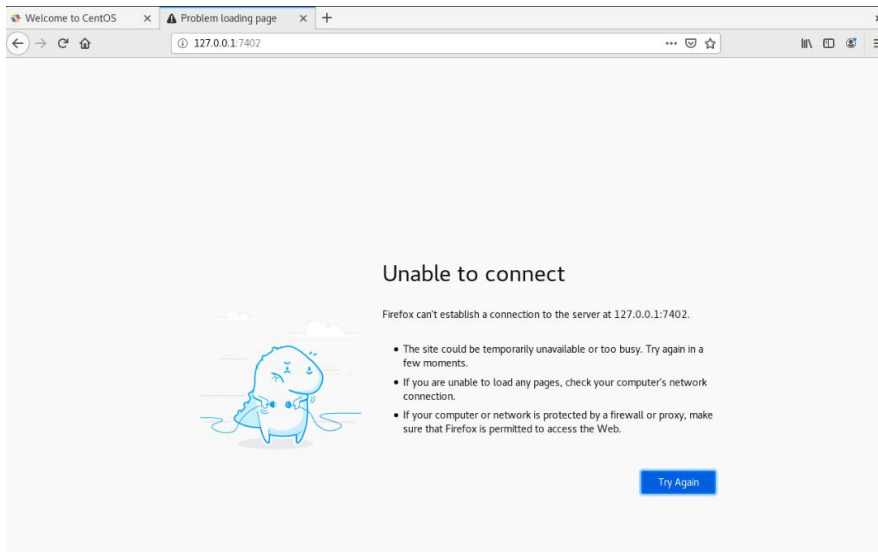 Welcome to CentOS
Problem loading page
127.0.0.1:7402
Unable to connect
Firefox can't establish a connection to the server at 127.0.0.1:7402.
• The site could be temporarily unavailable or too busy. Try again in a
few moments.
• If you are unable to load any pages, check your computer's network
connection.
• If your computer or network is protected by a firewall or proxy, make
sure that Firefox is permitted to access the Web.
Try Again